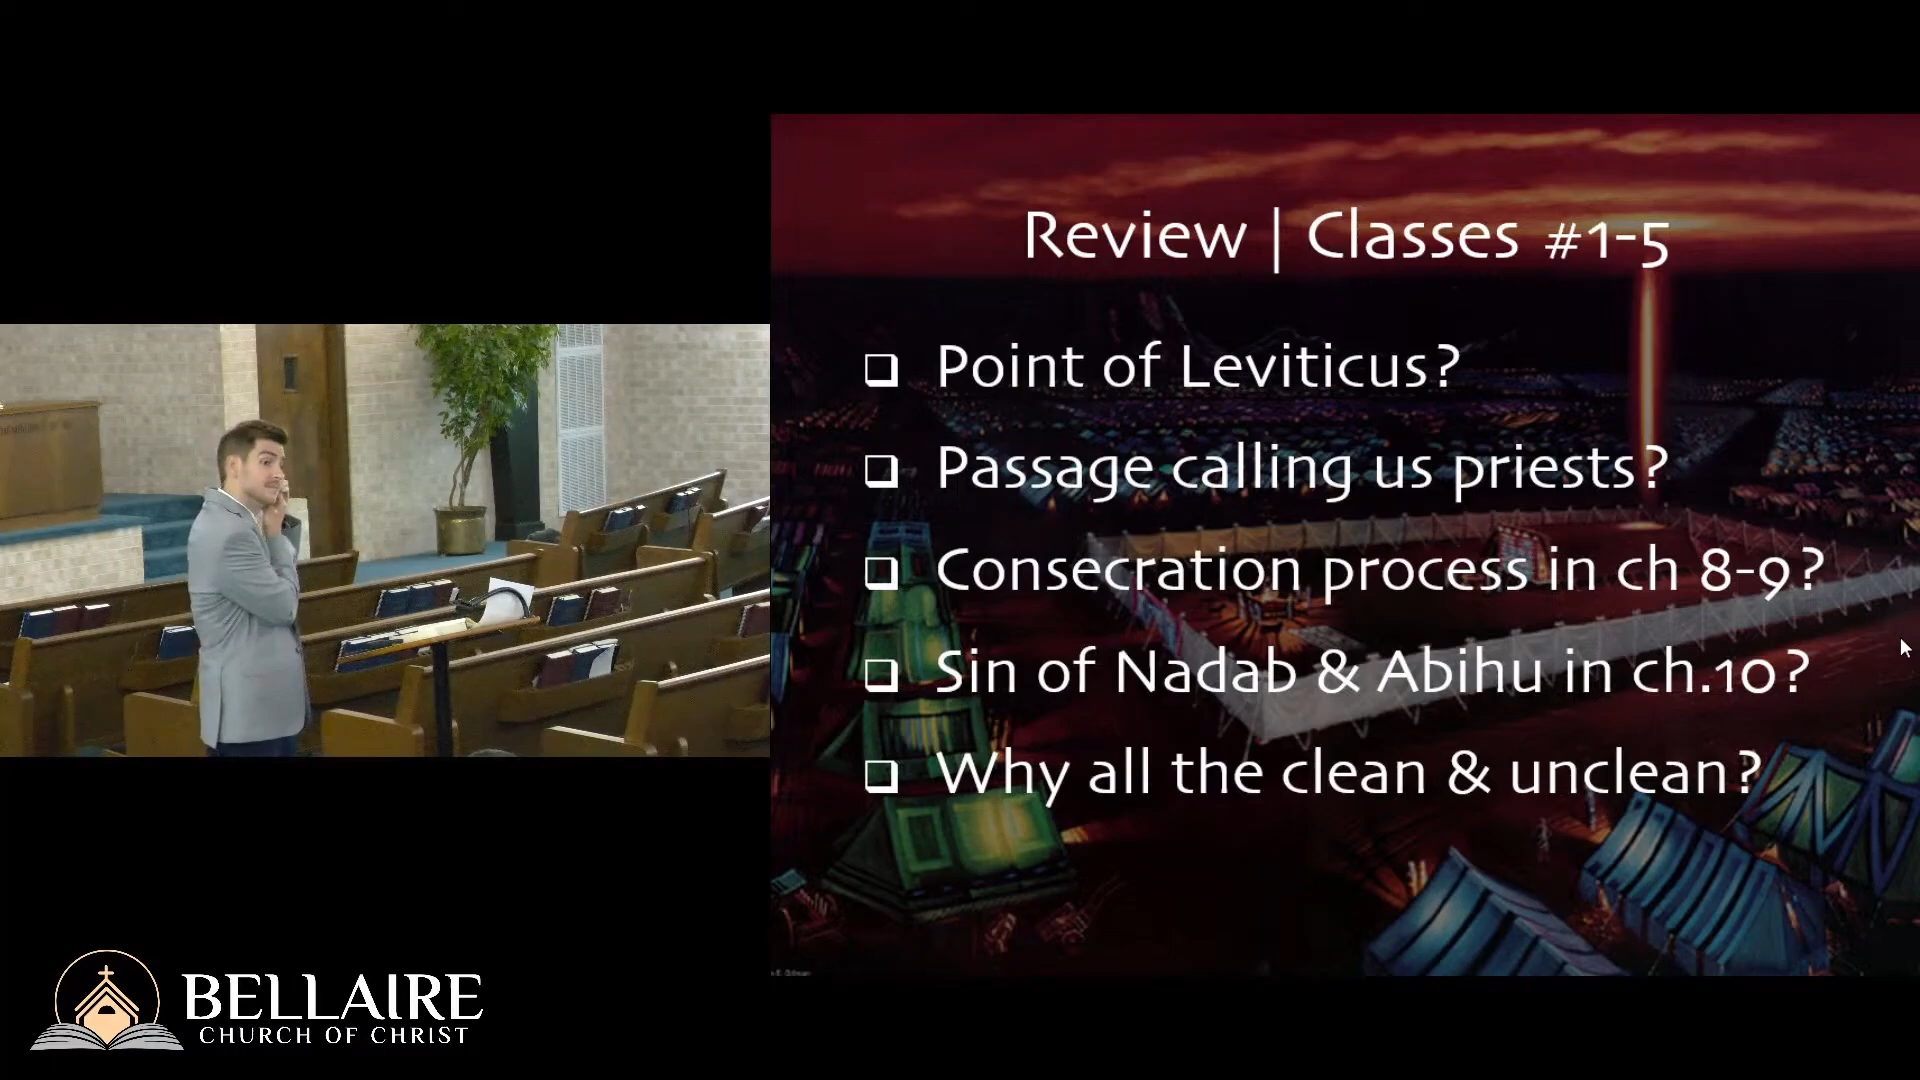 Review | Classes #1-5
Point of Leviticus?
Passage calling us priests?
Consecration process in ch 8-9?
Sin of Nadab & Abihu in ch.10?
Why all the clean & unclean?
BELLAIRE
CHURCH OF CHRIST